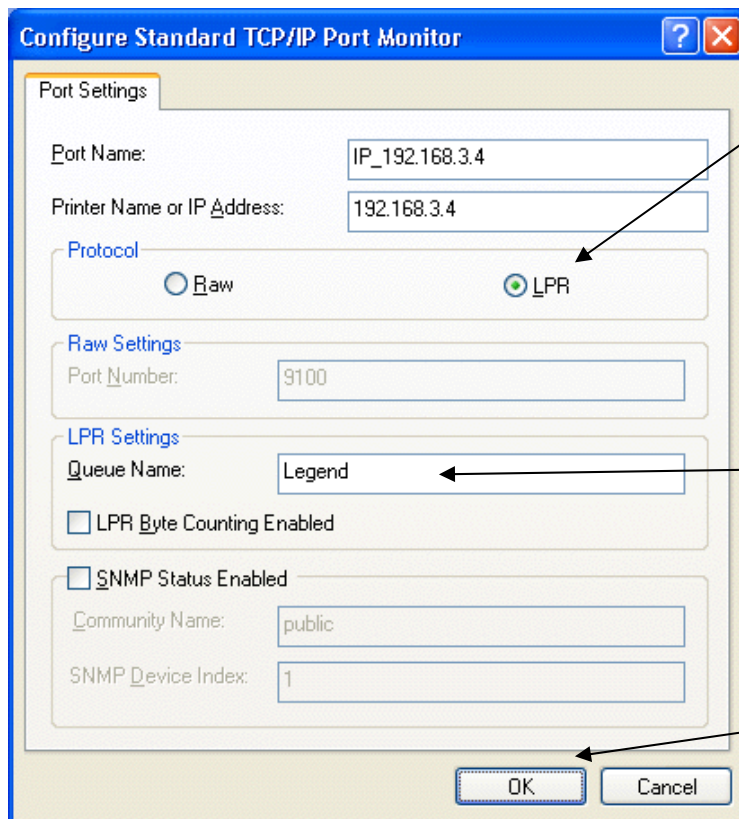 Configure Standard TCP/IP Port Monitor
Port Settings
Port Name: IP_192.168.3.4
Printer Name or IP Address: 192.168.3.4
Protocol
Raw LPR
Raw Settings
Port Number: 9100
LPR Settings
Queue Name: Legend
LPR Byte Counting Enabled
SNMP Status Enabled
Community Name: public
SNMP Device Index: 1
OK Cancel